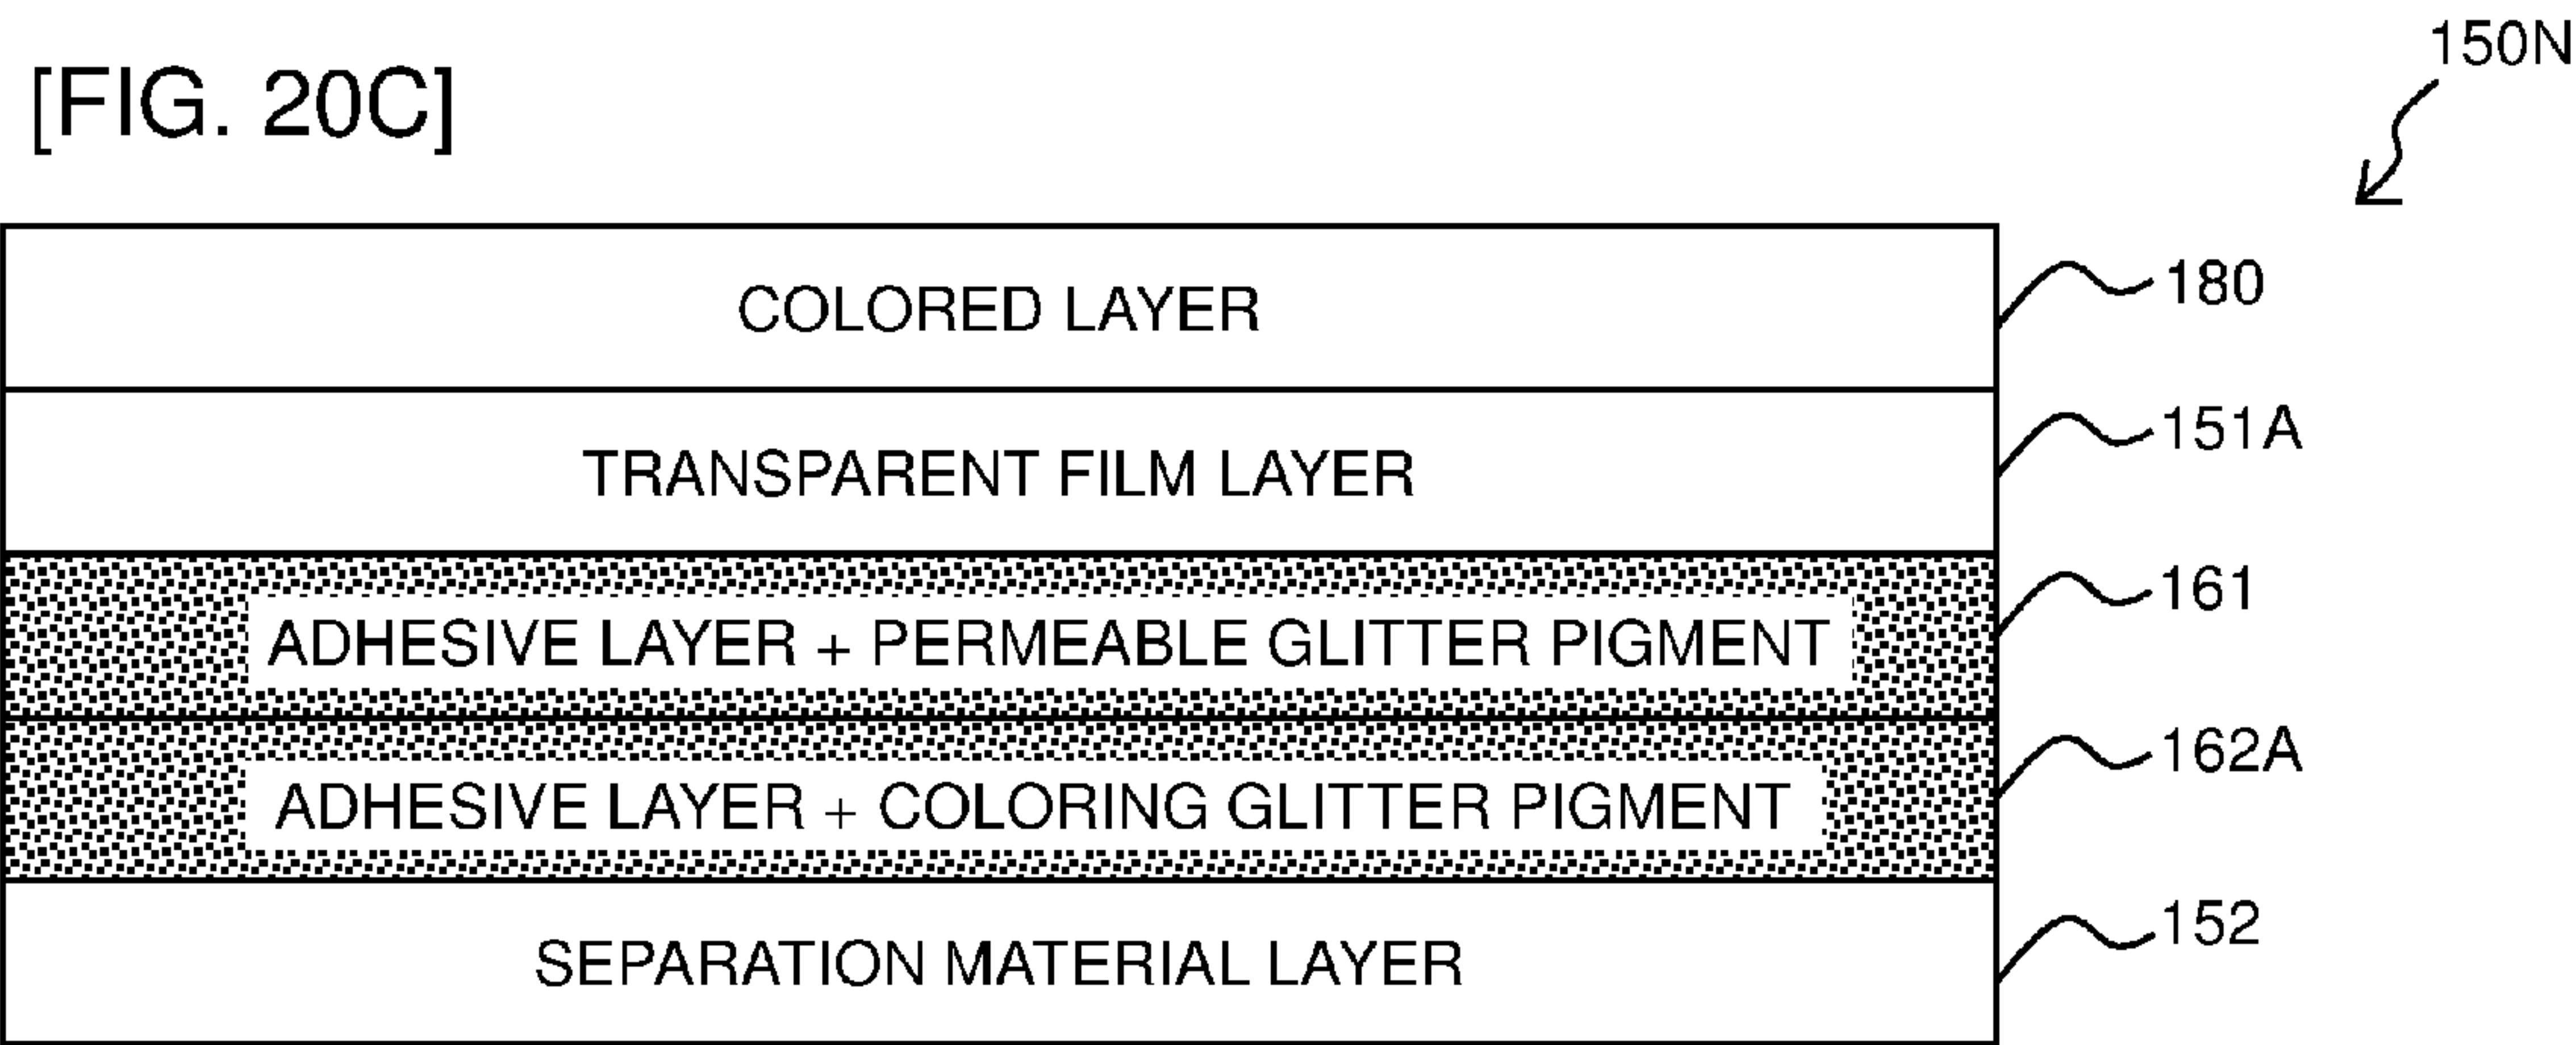 150N
[FIG. 20C]
COLORED LAYER
180
TRANSPARENT FILM LAYER
151A
ADHESIVE LAYER + PERMEABLE GLITTER PIGMENT
161
ADHESIVE LAYER + COLORING GLITTER PIGMENT
162A
SEPARATION MATERIAL LAYER
152